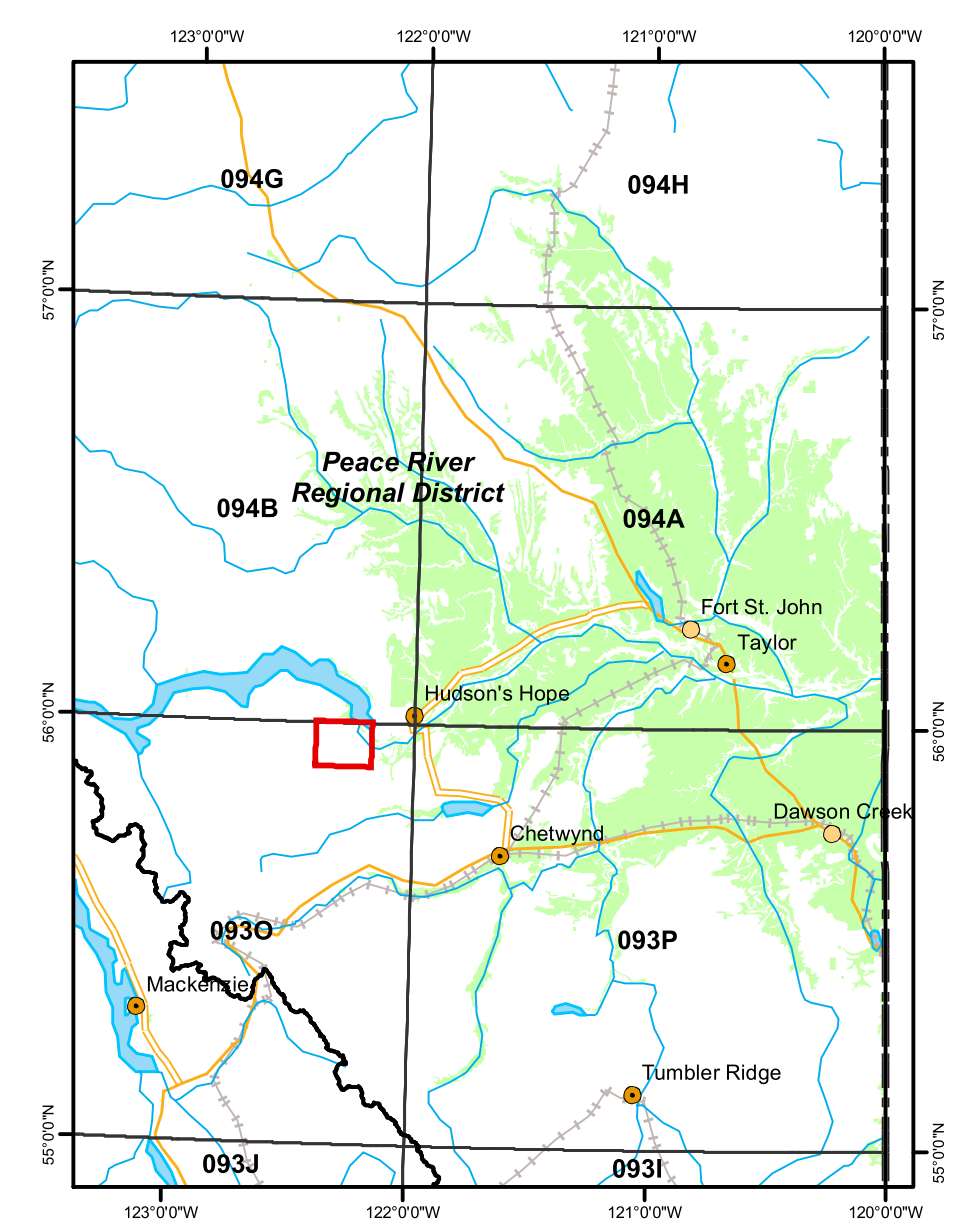 123°0'0"W 122°0'0"W 121°0'0"W 120°0'0"W
094G
094H
57°0'0"N
57°0'0"N
Peace River
Regional District
094B
094A
Fort St. John
Taylor
Hudson's Hope
56°0'0"N
56°0'0"N
Dawson Creek
Chetwynd
093O
093P
Mackenzie
Tumbler Ridge
55°0'0"N
55°0'0"N
093J
093I
123°0'0"W 122°0'0"W 121°0'0"W 120°0'0"W